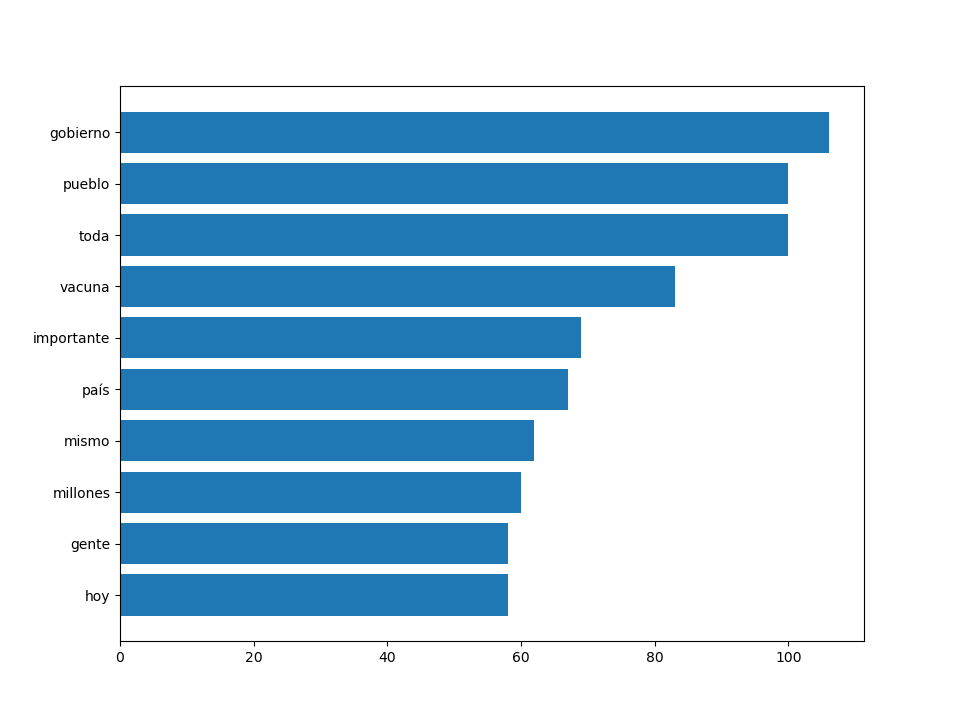 gobierno
pueblo
toda
vacuna
importante
país
mismo
millones
gente
hoy
0 20 40 60 80 100